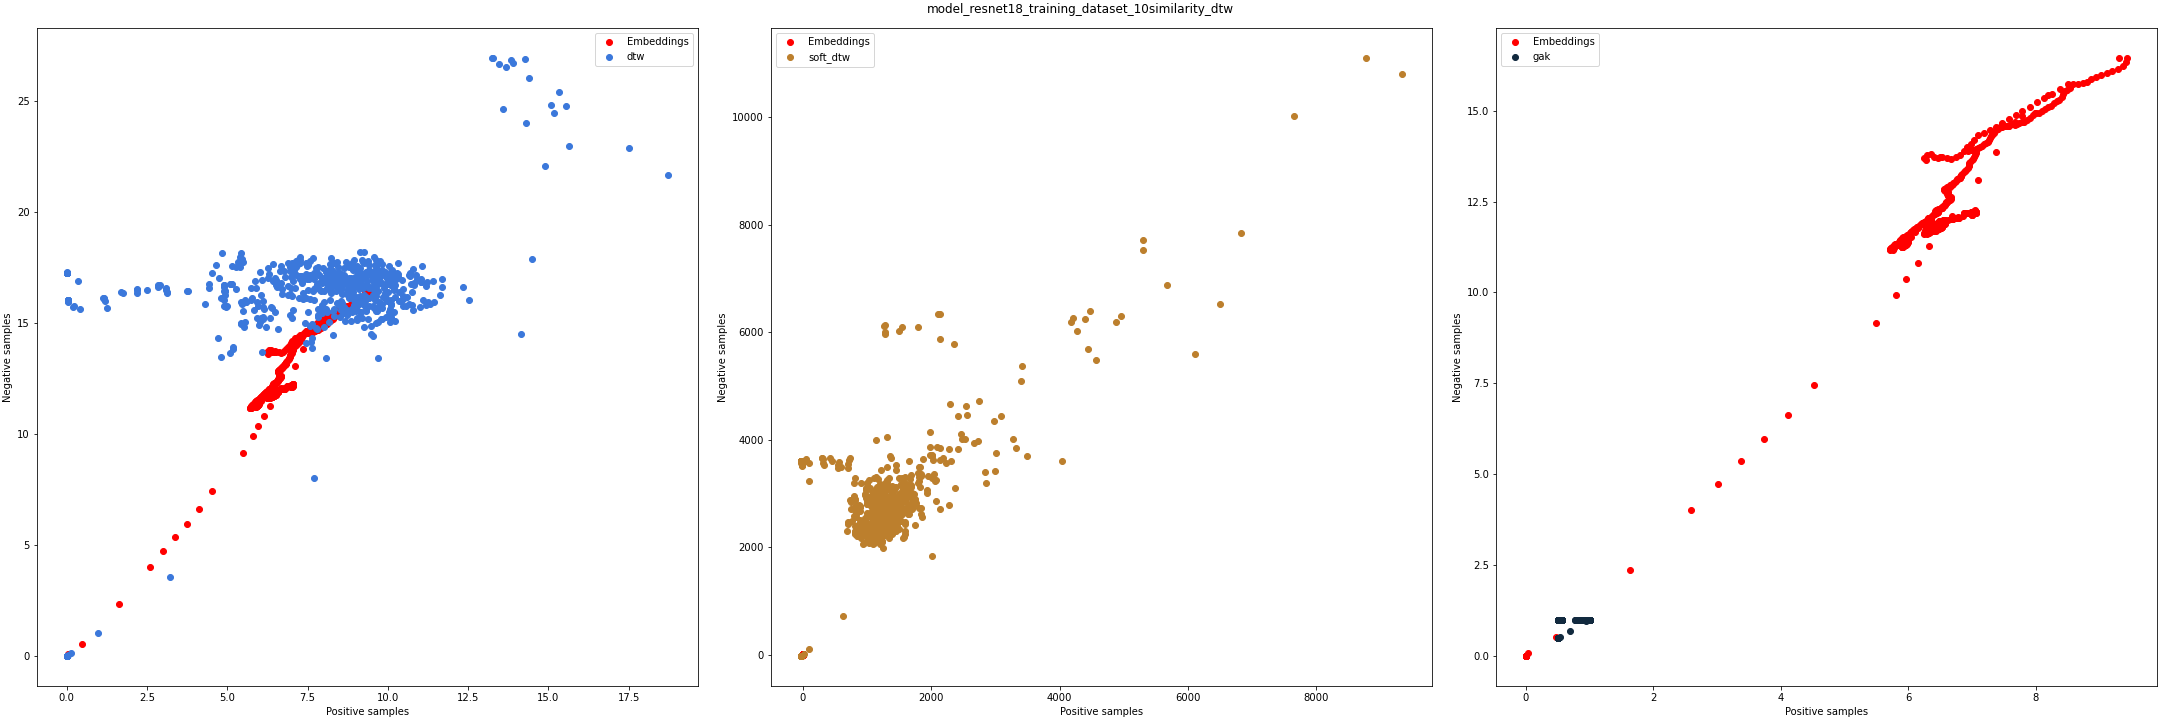 model_resnet18_training_dataset_10similarity_dtw
Embeddings
dtw
25
20
15
10
5
0
Negative samples
0.0 2.5 5.0 7.5 10.0 12.5 15.0 17.5
Positive samples
Embeddings
soft_dtw
10000
8000
6000
4000
2000
0
Negative samples
0 2000 4000 6000 8000
Positive samples
Embeddings
gak
15.0
12.5
10.0
7.5
5.0
2.5
0.0
Negative samples
0 2 4 6 8
Positive samples